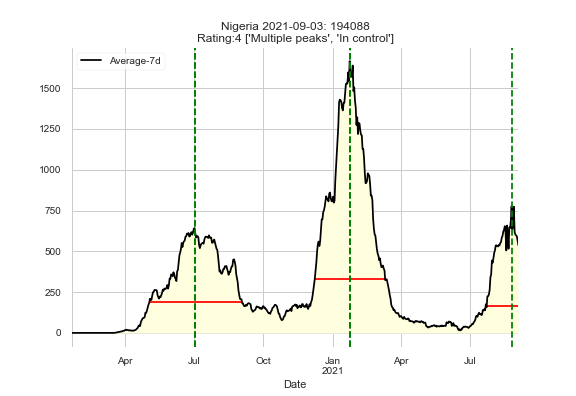 Nigeria 2021-09-03: 194088
Rating:4 ['Multiple peaks', 'In control']
Average-7d
1500
1250
1000
750
500
250
0
Apr
Jul
Oct
Jan
2021
Apr
Jul
Date